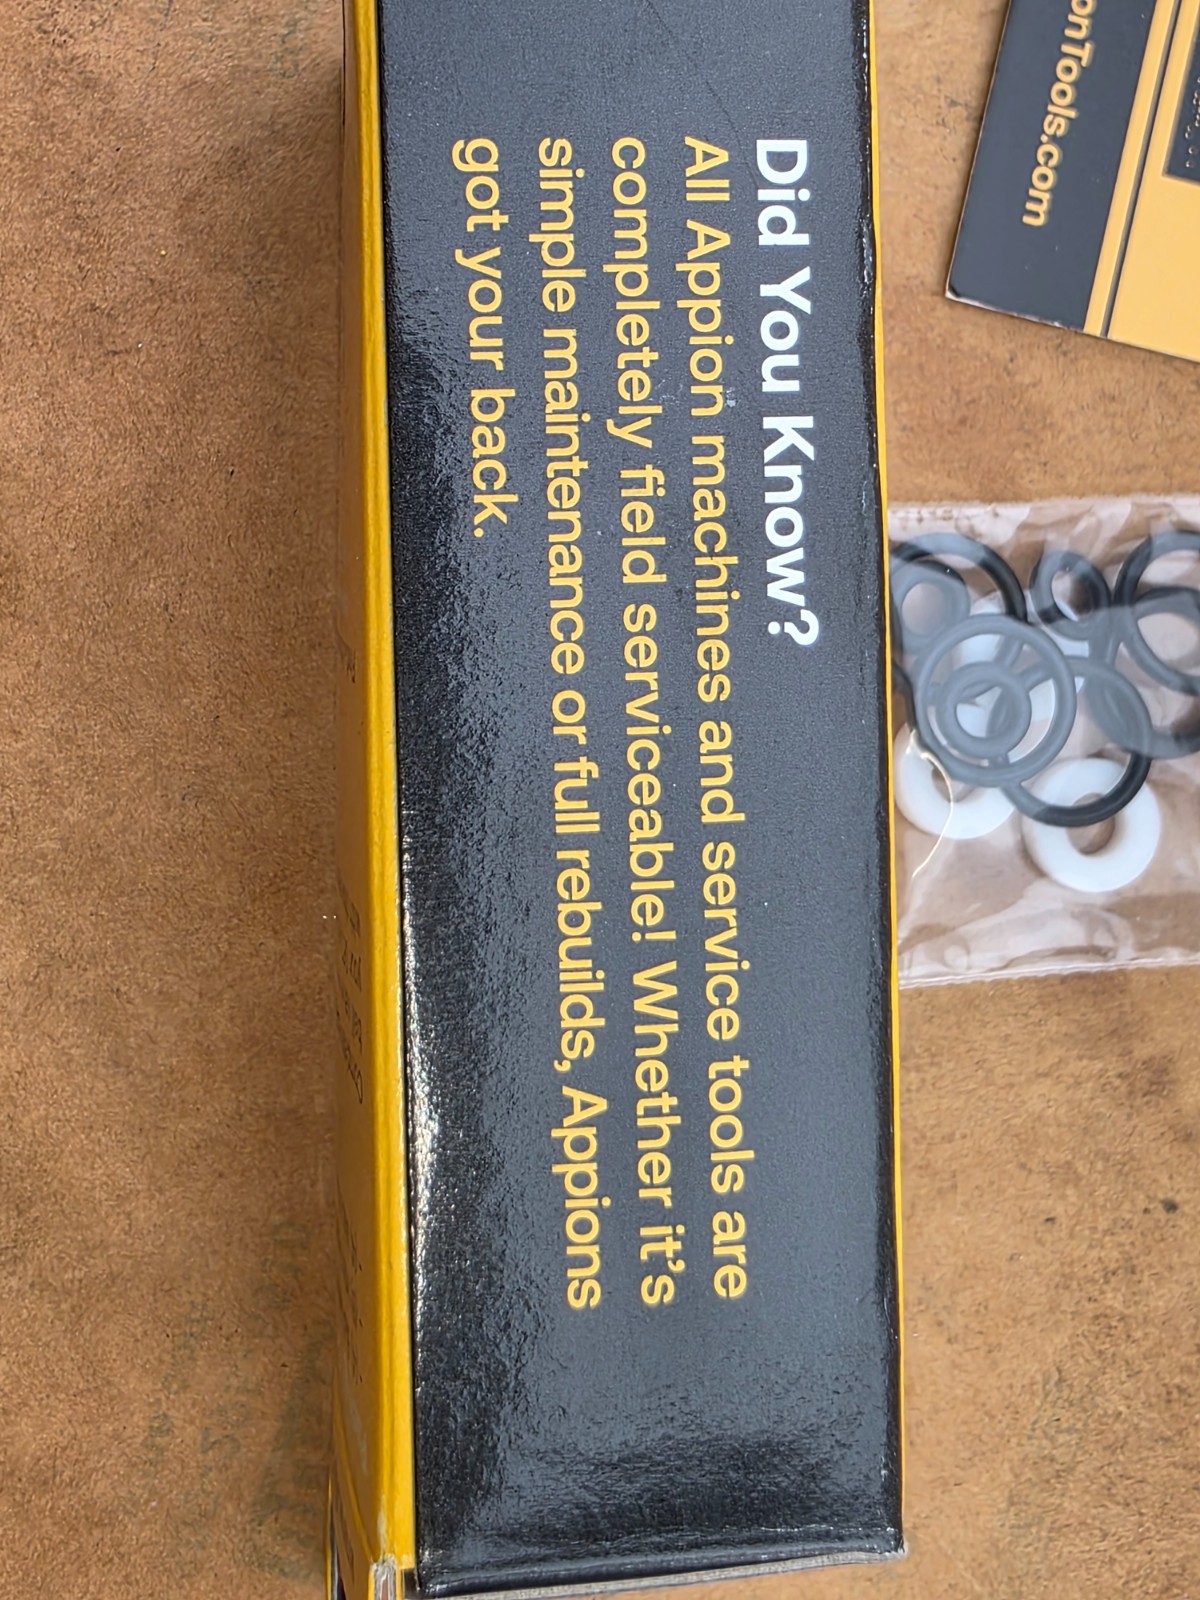 Did You Know?
All Appion machines and service tools are
completely field serviceable! Whether it's
simple maintenance or full rebuilds, Appions
got your back.
onTools.com